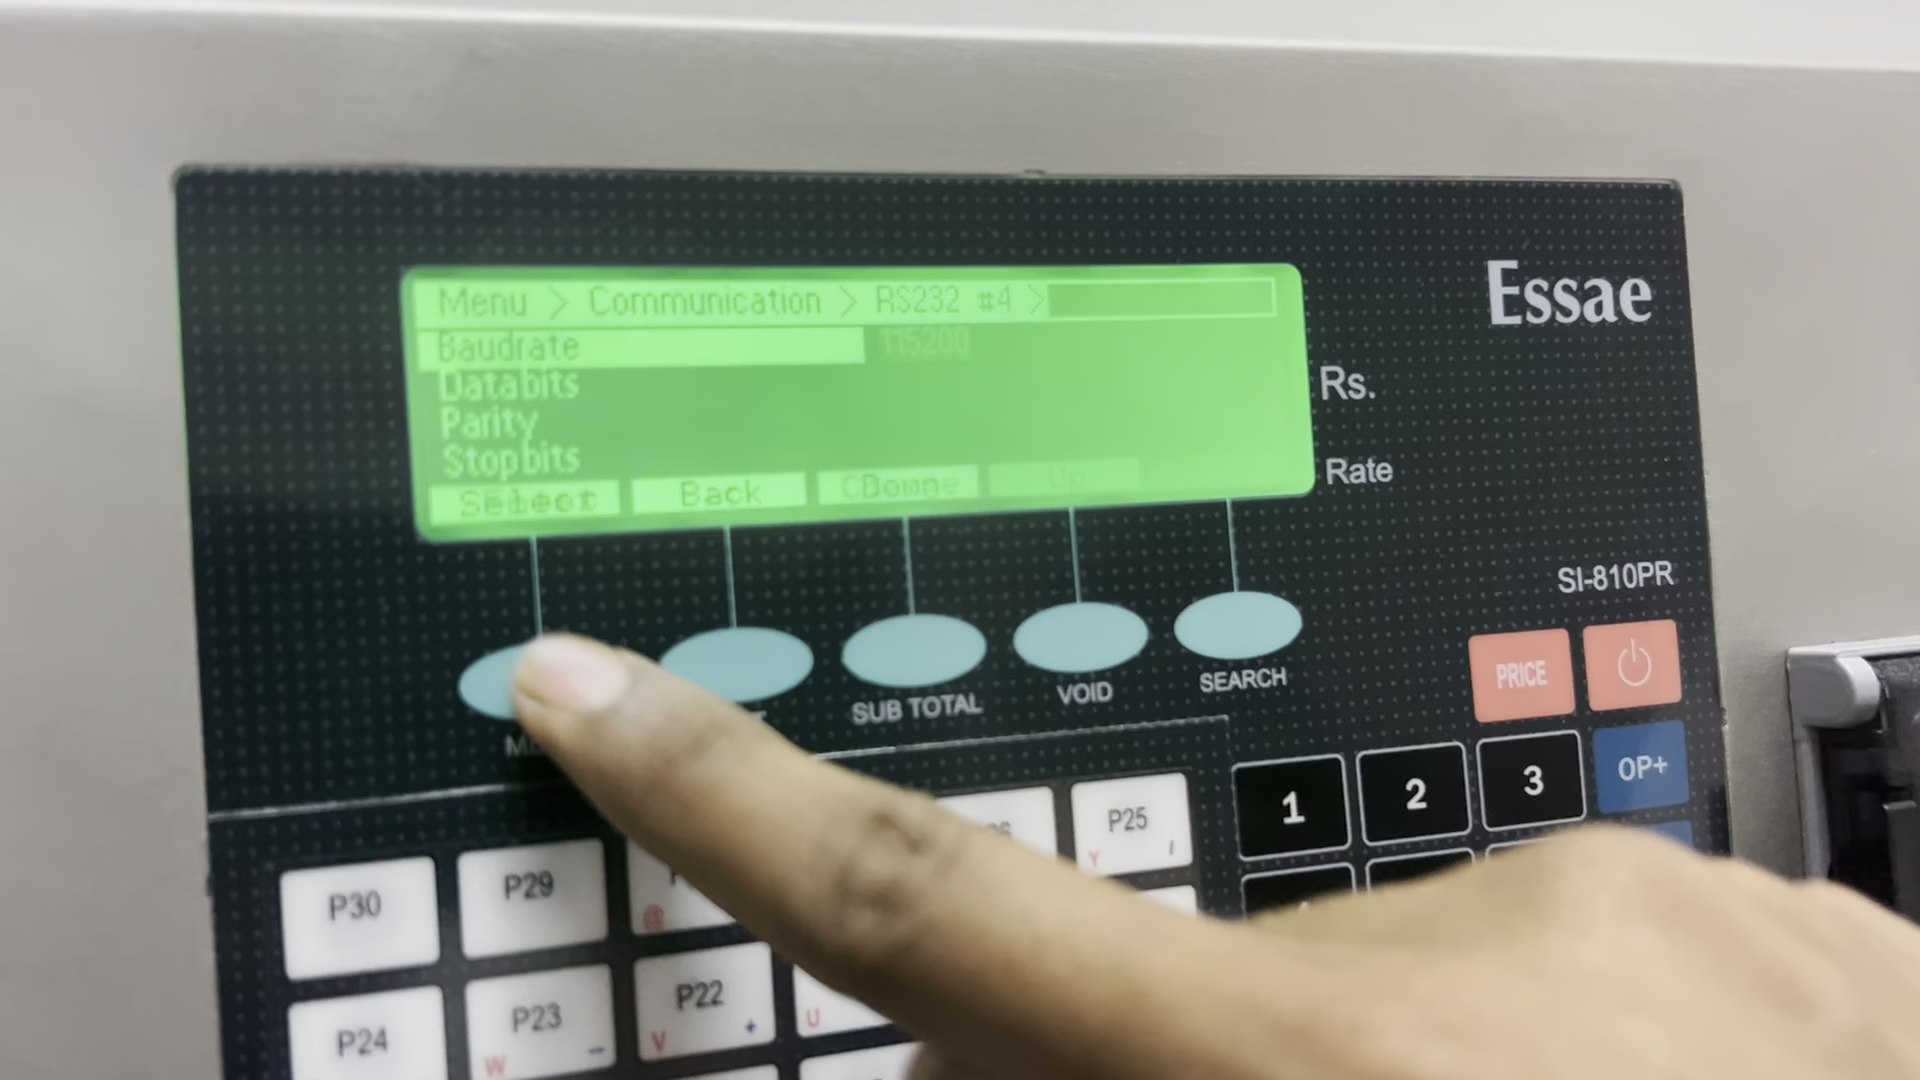 Menu > Communication > RS232 #4 >
Baudrate 115200
Databits
Parity
Stopbits
Back
Up
Essae
Rs.
Rate
SI-810PR
SUB TOTAL
VOID
SEARCH
PRICE
OP+
1
2
3
P25
Y /
P30
P29
@
P24
P23
W −
P22
V +
U